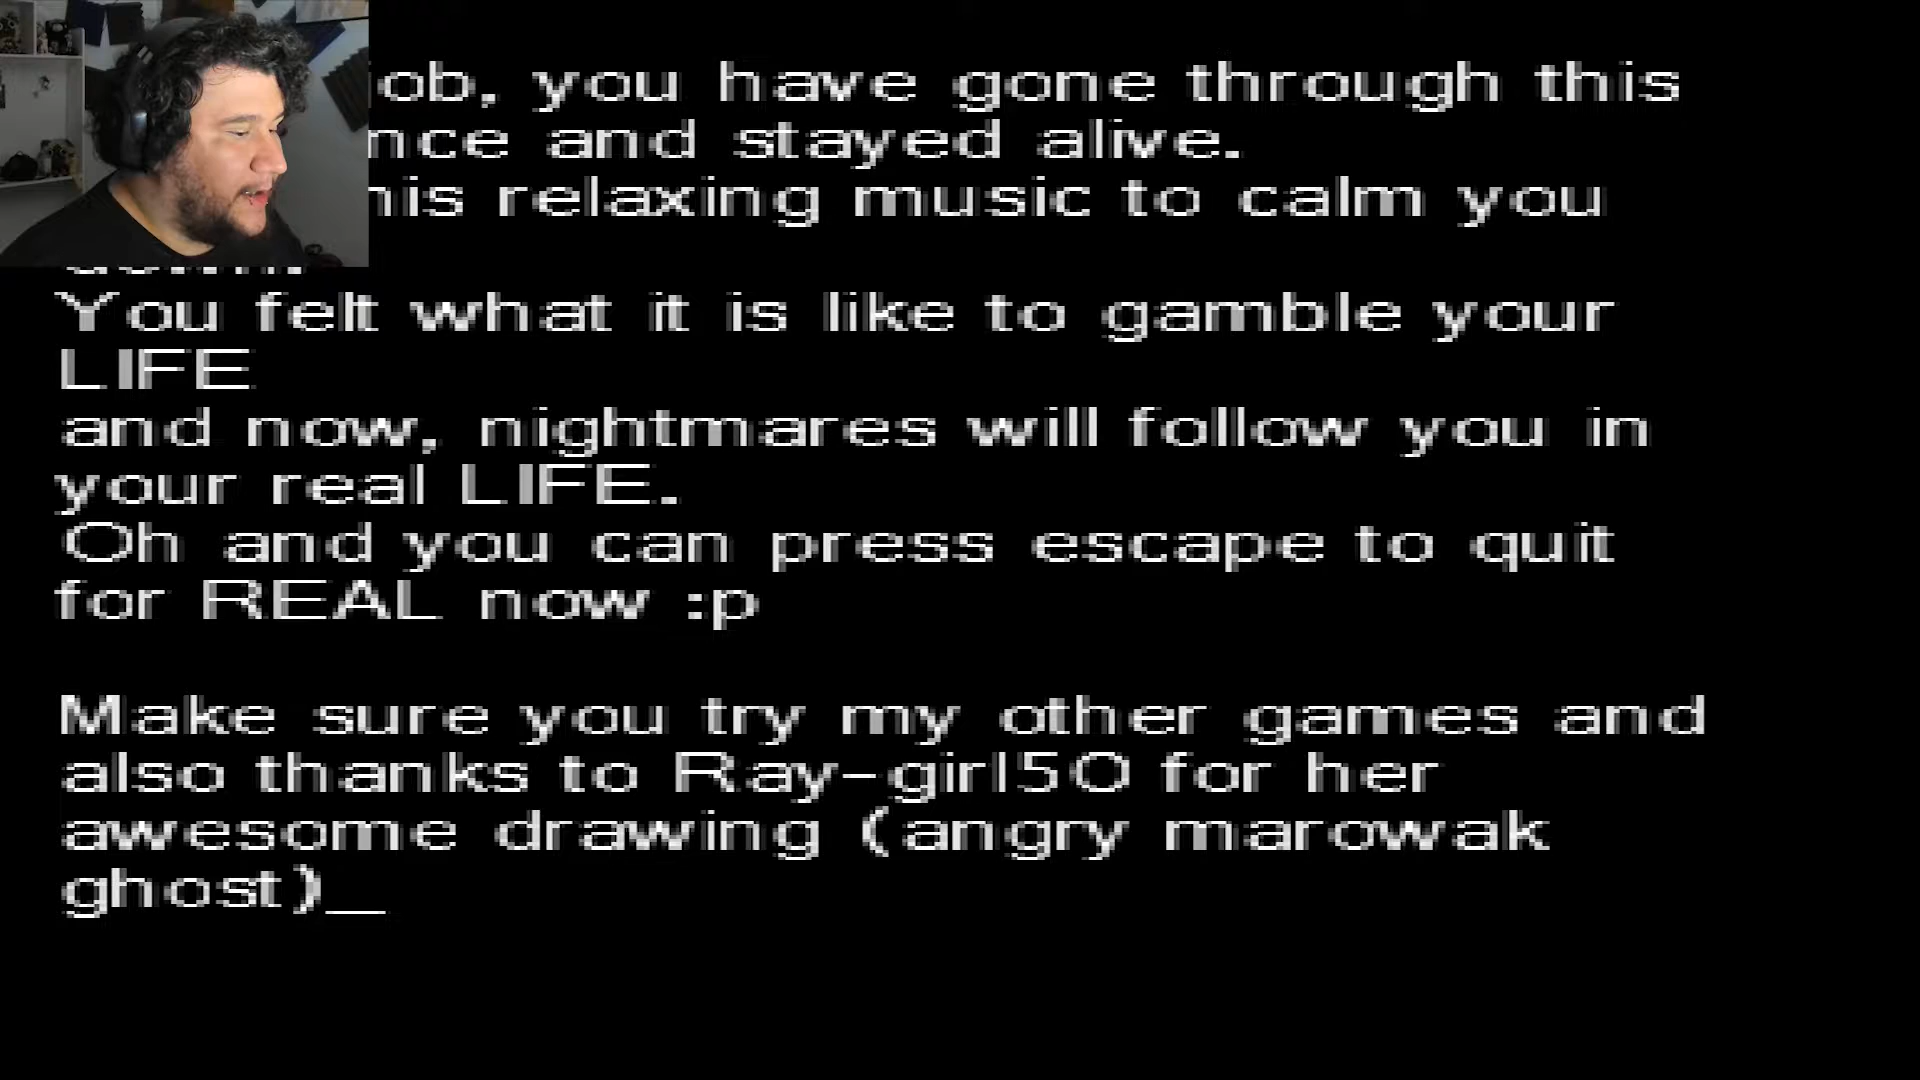 job, you have gone through this
and stayed alive.
relaxing music to calm you
You felt what it is like to gamble your
LIFE
and now, nightmares will follow you in
your real LIFE.
Oh and you can press escape to quit
for REAL now :p
Make sure you try my other games and
also thanks to Ray-girl50 for her
awesome drawing (angry marowak
ghost)_